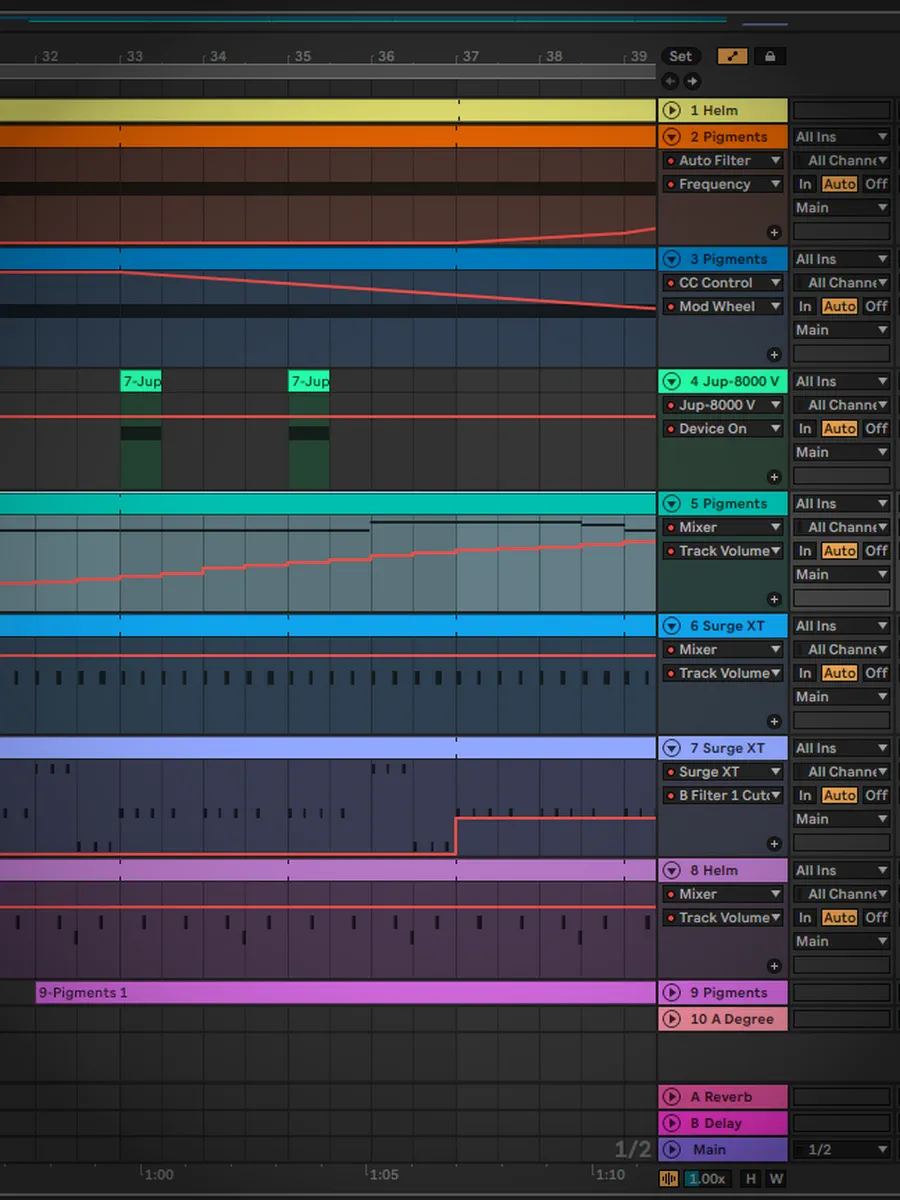 32 33 34 35 36 37 38 39 Set
1 Helm
2 Pigments All Ins
Auto Filter All Channe
Frequency In Auto Off
Main
3 Pigments All Ins
CC Control All Channe
Mod Wheel In Auto Off
Main
7-Jup 7-Jup 4 Jup-8000 V All Ins
Jup-8000 V All Channe
Device On In Auto Off
Main
5 Pigments All Ins
Mixer All Channe
Track Volume In Auto Off
Main
6 Surge XT All Ins
Mixer All Channe
Track Volume In Auto Off
Main
7 Surge XT All Ins
Surge XT All Channe
B Filter 1 Cut In Auto Off
Main
8 Helm All Ins
Mixer All Channe
Track Volume In Auto Off
Main
9-Pigments 1 9 Pigments
10 A Degree
A Reverb
B Delay
1/2 Main 1/2
1:00 1:05 1:10 1.00x H W